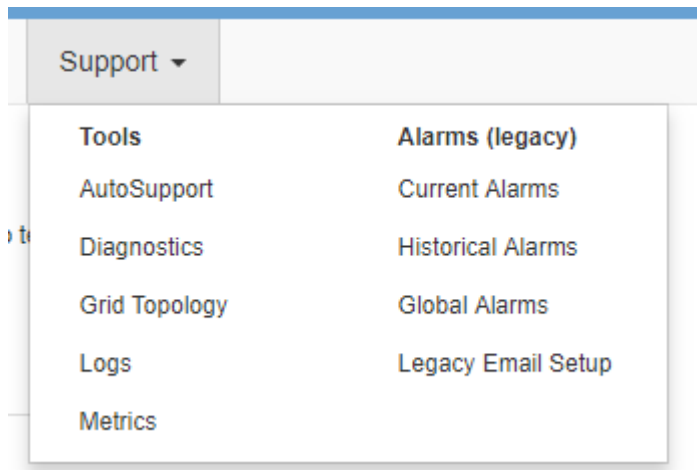 Support
Tools
AutoSupport
Diagnostics
Grid Topology
Logs
Metrics
Alarms (legacy)
Current Alarms
Historical Alarms
Global Alarms
Legacy Email Setup